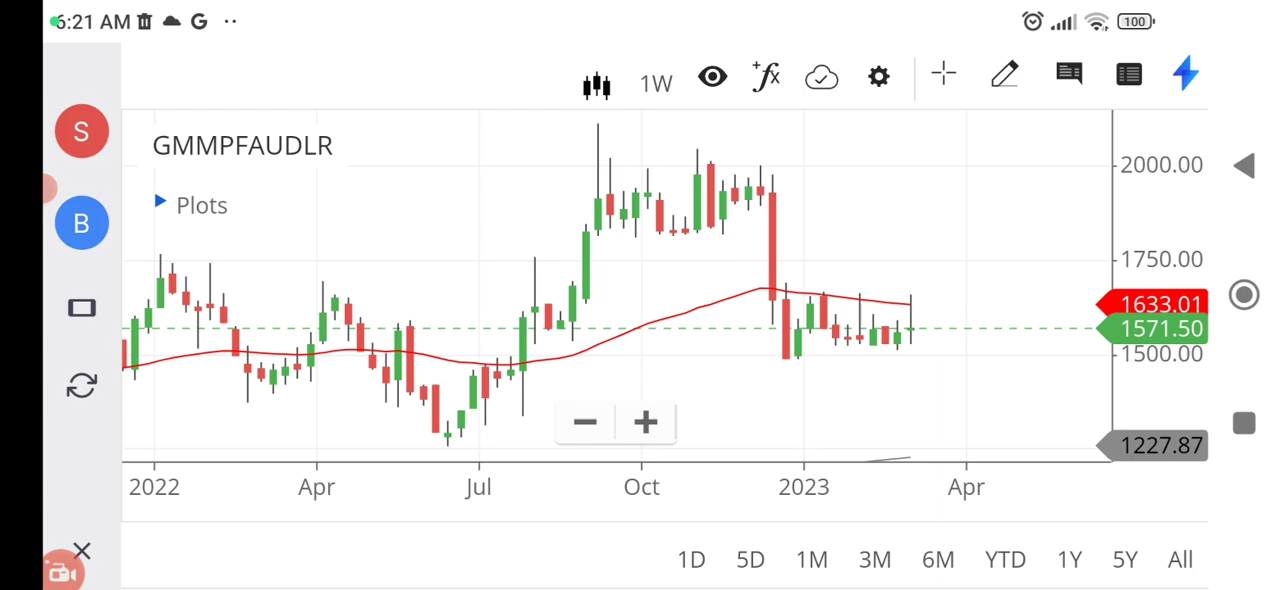 6:21 AM G ··
100
1W +fx
S
GMMPFAUDLR
2000.00
B
Plots
1750.00
1633.01
1571.50
1500.00
1227.87
2022 Apr Jul Oct 2023 Apr
1D 5D 1M 3M 6M YTD 1Y 5Y All